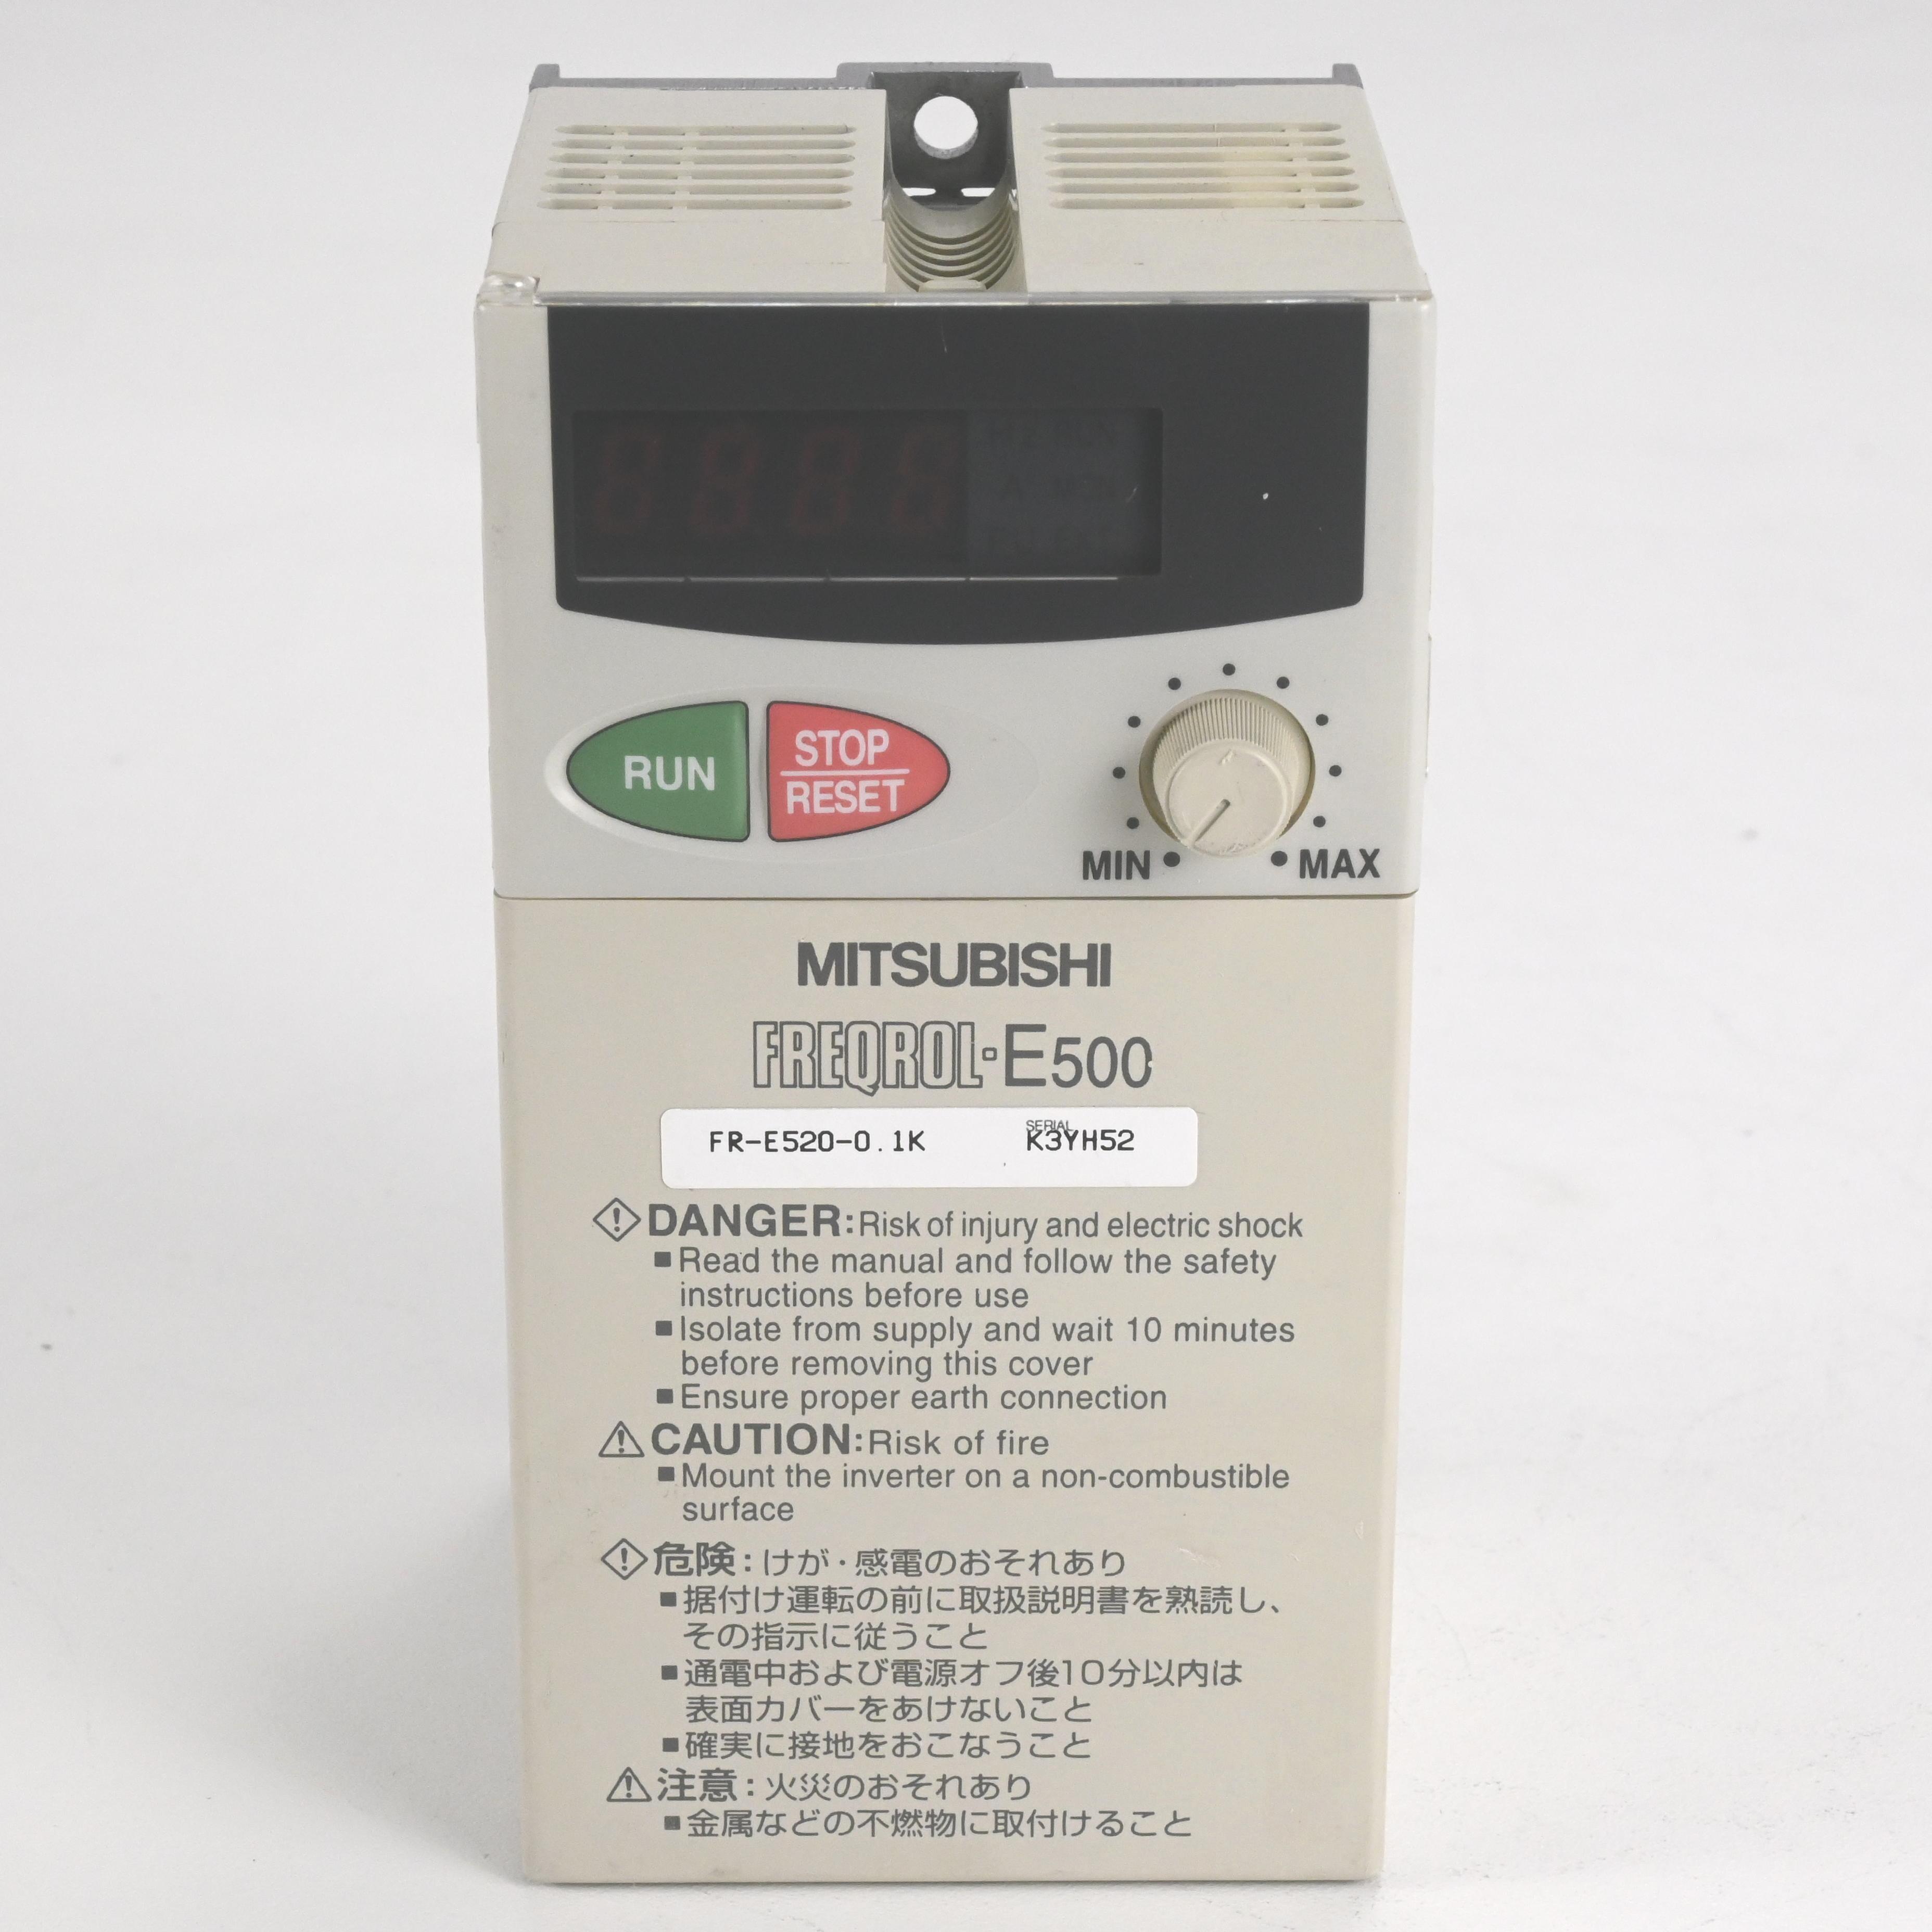 RUN
STOP
RESET
MIN
MAX
MITSUBISHI
FREQROL-E500
SERIAL
FR-E520-0.1K K3YH52
DANGER:Risk of injury and electric shock
■Read the manual and follow the safety
instructions before use
■Isolate from supply and wait 10 minutes
before removing this cover
■Ensure proper earth connection
CAUTION:Risk of fire
■Mount the inverter on a non-combustible
surface
危険:けが・感電のおそれあり
■据付け運転の前に取扱説明書を熟読し、
その指示に従うこと
■通電中および電源オフ後10分以内は
表面カバーをあけないこと
■確実に接地をおこなうこと
注意:火災のおそれあり
■金属などの不燃物に取付けること